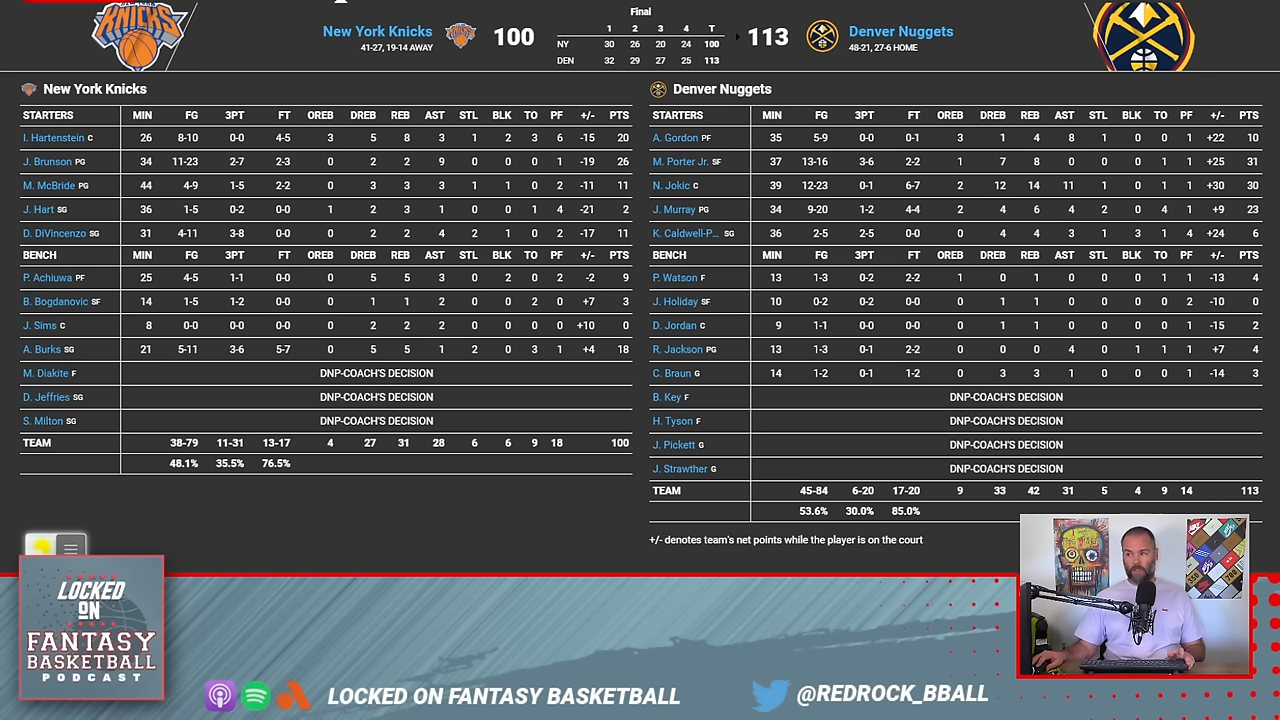 Final
New York Knicks
41-27, 19-14 AWAY
100
1 2 3 4 T
NY 30 26 20 24 100
DEN 32 29 27 25 113
113
Denver Nuggets
48-21, 27-6 HOME
KNICKS
New York Knicks
STARTERS MIN FG 3PT FT OREB DREB REB AST STL BLK TO PF +/- PTS
I. Hartenstein C 26 8-10 0-0 4-5 3 5 8 3 1 2 3 6 -15 20
J. Brunson PG 34 11-23 2-7 2-3 0 2 2 9 0 0 0 1 -19 26
M. McBride PG 44 4-9 1-5 2-2 0 3 3 3 1 1 0 2 -11 11
J. Hart SG 36 1-5 0-2 0-0 1 2 3 1 0 0 1 4 -21 2
D. DiVincenzo SG 31 4-11 3-8 0-0 0 2 2 4 2 1 0 2 -17 11
BENCH MIN FG 3PT FT OREB DREB REB AST STL BLK TO PF +/- PTS
P. Achiuwa PF 25 4-5 1-1 0-0 0 5 5 3 0 2 0 2 -2 9
B. Bogdanovic SF 14 1-5 1-2 0-0 0 1 1 2 0 0 2 0 +7 3
J. Sims C 8 0-0 0-0 0-0 0 2 2 2 0 0 0 0 +10 0
A. Burks SG 21 5-11 3-6 5-7 0 5 5 1 2 0 3 1 +4 18
M. Diakite F DNP-COACH'S DECISION
D. Jeffries SG DNP-COACH'S DECISION
S. Milton SG DNP-COACH'S DECISION
TEAM 38-79 11-31 13-17 4 27 31 28 6 6 9 18 100
48.1% 35.5% 76.5%
Denver Nuggets
STARTERS MIN FG 3PT FT OREB DREB REB AST STL BLK TO PF +/- PTS
A. Gordon PF 35 5-9 0-0 0-1 3 1 4 8 1 0 0 1 +22 10
M. Porter Jr. SF 37 13-16 3-6 2-2 1 7 8 0 0 0 1 1 +25 31
N. Jokic C 39 12-23 0-1 6-7 2 12 14 11 1 0 1 1 +30 30
J. Murray PG 34 9-20 1-2 4-4 2 4 6 4 2 0 4 1 +9 23
K. Caldwell-P... SG 36 2-5 2-5 0-0 0 4 4 3 1 3 1 4 +24 6
BENCH MIN FG 3PT FT OREB DREB REB AST STL BLK TO PF +/- PTS
P. Watson F 13 1-3 0-2 2-2 1 0 1 0 0 0 1 1 -13 4
J. Holiday SF 10 0-2 0-2 0-0 0 1 1 0 0 0 0 2 -10 0
D. Jordan C 9 1-1 0-0 0-0 0 1 1 0 0 0 0 1 -15 2
R. Jackson PG 13 1-3 0-1 2-2 0 0 0 4 0 1 1 1 +7 4
C. Braun G 14 1-2 0-1 1-2 0 3 3 1 0 0 0 1 -14 3
B. Key F DNP-COACH'S DECISION
H. Tyson F DNP-COACH'S DECISION
J. Pickett G DNP-COACH'S DECISION
J. Strawther G DNP-COACH'S DECISION
TEAM 45-84 6-20 17-20 9 33 42 31 5 4 9 14 113
53.6% 30.0% 85.0%
+/- denotes team's net points while the player is on the court
LOCKED
ON
FANTASY
BASKETBALL
PODCAST
LOCKED ON FANTASY BASKETBALL
@REDROCK_BBALL